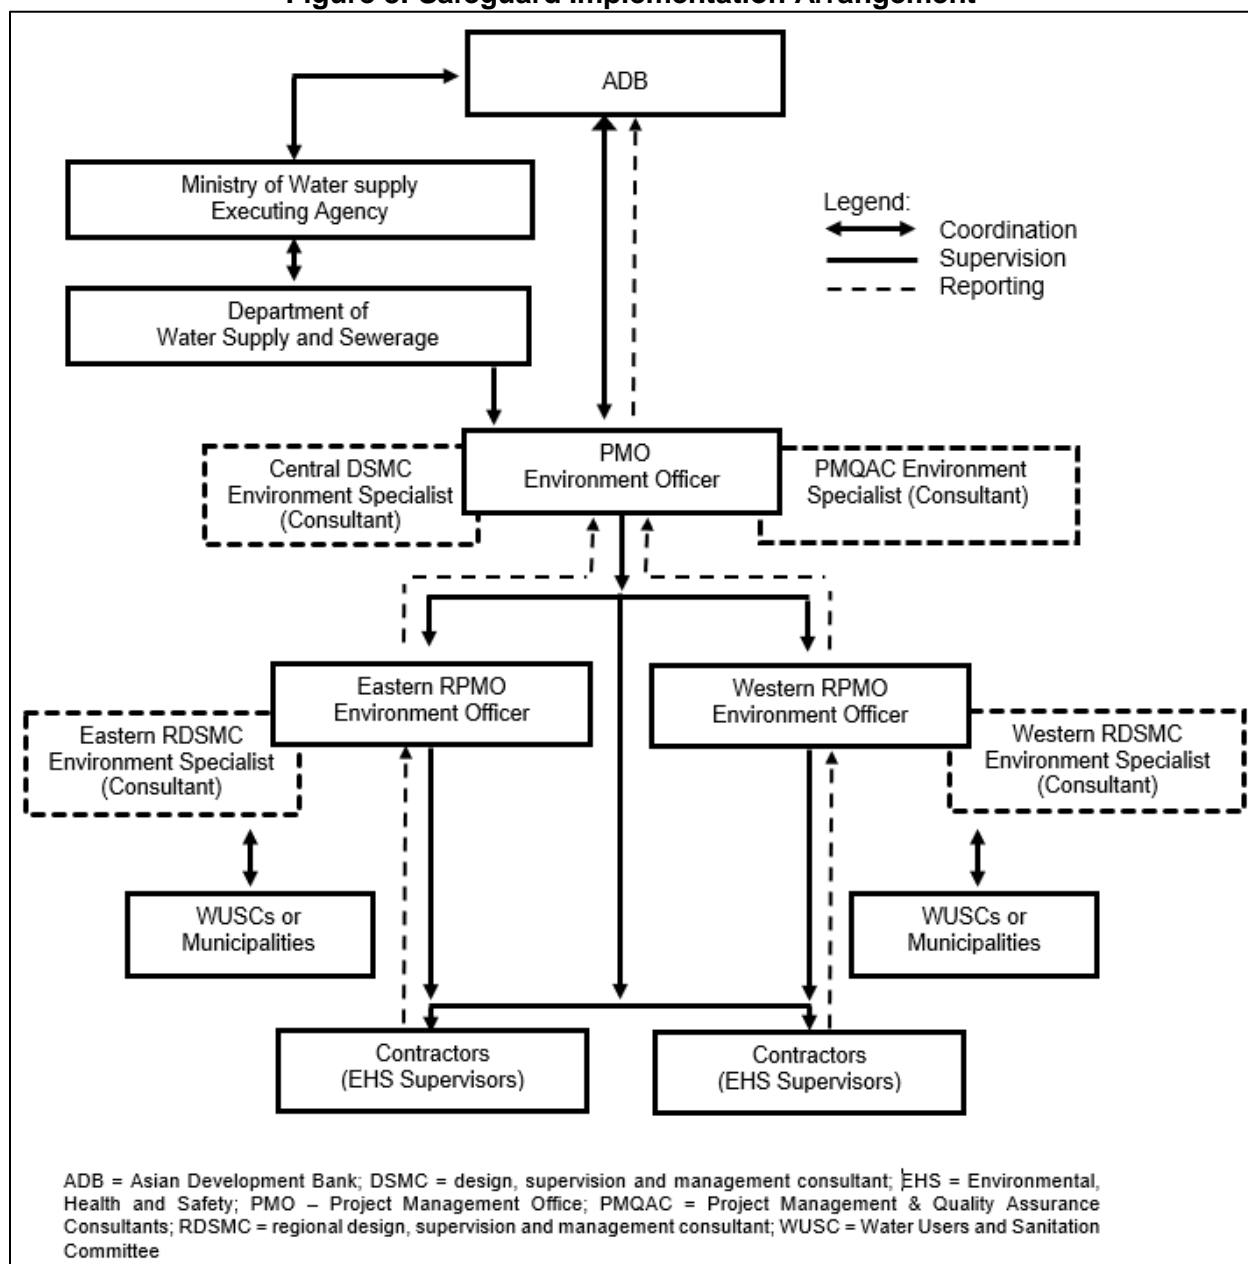 Figure 3: Safeguard Implementation Arrangement
ADB
Ministry of Water supply
Executing Agency
Legend:
Coordination
Supervision
Reporting
Department of
Water Supply and Sewerage
Central DSMC
Environment Specialist
(Consultant)
PMO
Environment Officer
PMQAC Environment
Specialist (Consultant)
Eastern RPMO
Environment Officer
Western RPMO
Environment Officer
Eastern RDSMC
Environment Specialist
(Consultant)
Western RDSMC
Environment Specialist
(Consultant)
WUSCs or
Municipalities
WUSCs or
Municipalities
Contractors
(EHS Supervisors)
Contractors
(EHS Supervisors)
ADB = Asian Development Bank; DSMC = design, supervision and management consultant; EHS = Environmental,
Health and Safety; PMO – Project Management Office; PMQAC = Project Management & Quality Assurance
Consultants; RDSMC = regional design, supervision and management consultant; WUSC = Water Users and Sanitation
Committee